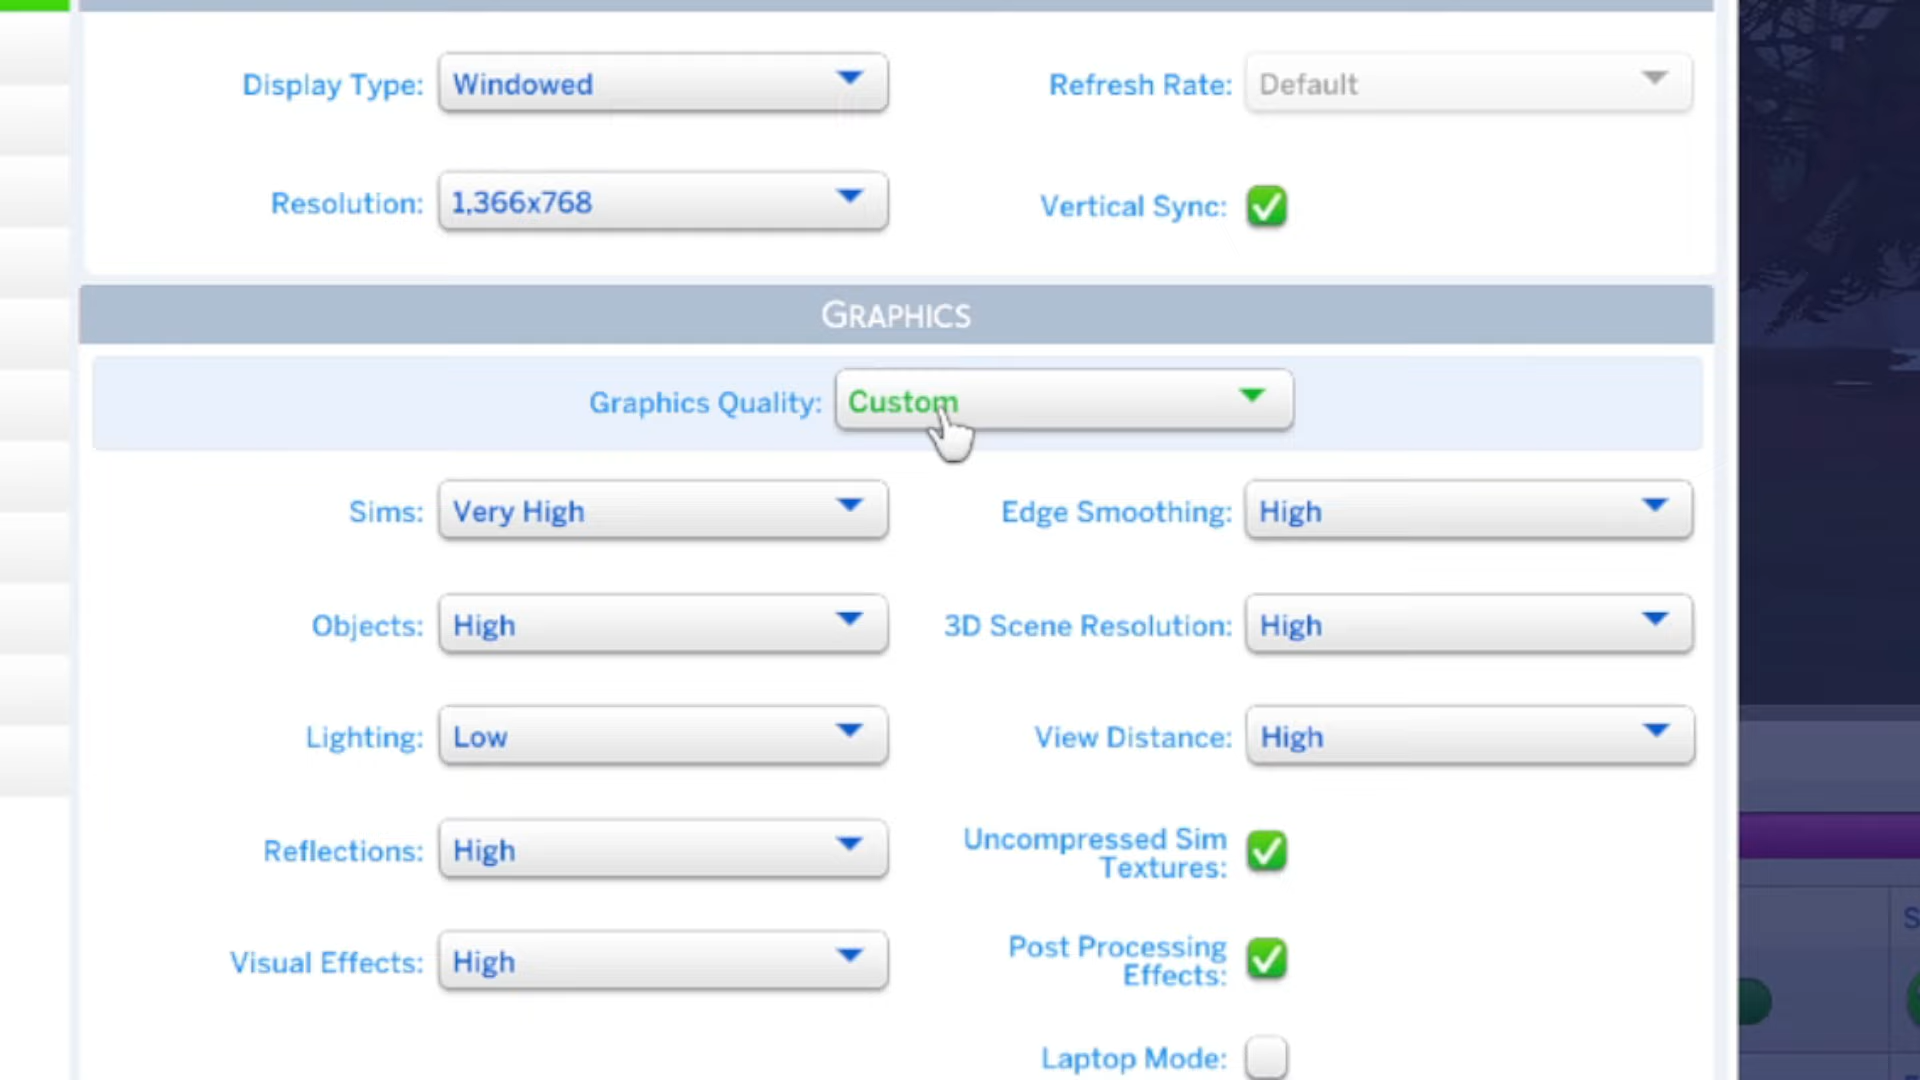 Display Type: Windowed
Refresh Rate: Default
Resolution: 1,366x768
Vertical Sync:
GRAPHICS
Graphics Quality: Custom
Sims: Very High
Edge Smoothing: High
Objects: High
3D Scene Resolution: High
Lighting: Low
View Distance: High
Reflections: High
Uncompressed Sim
Textures:
Visual Effects: High
Post Processing
Effects:
Laptop Mode: